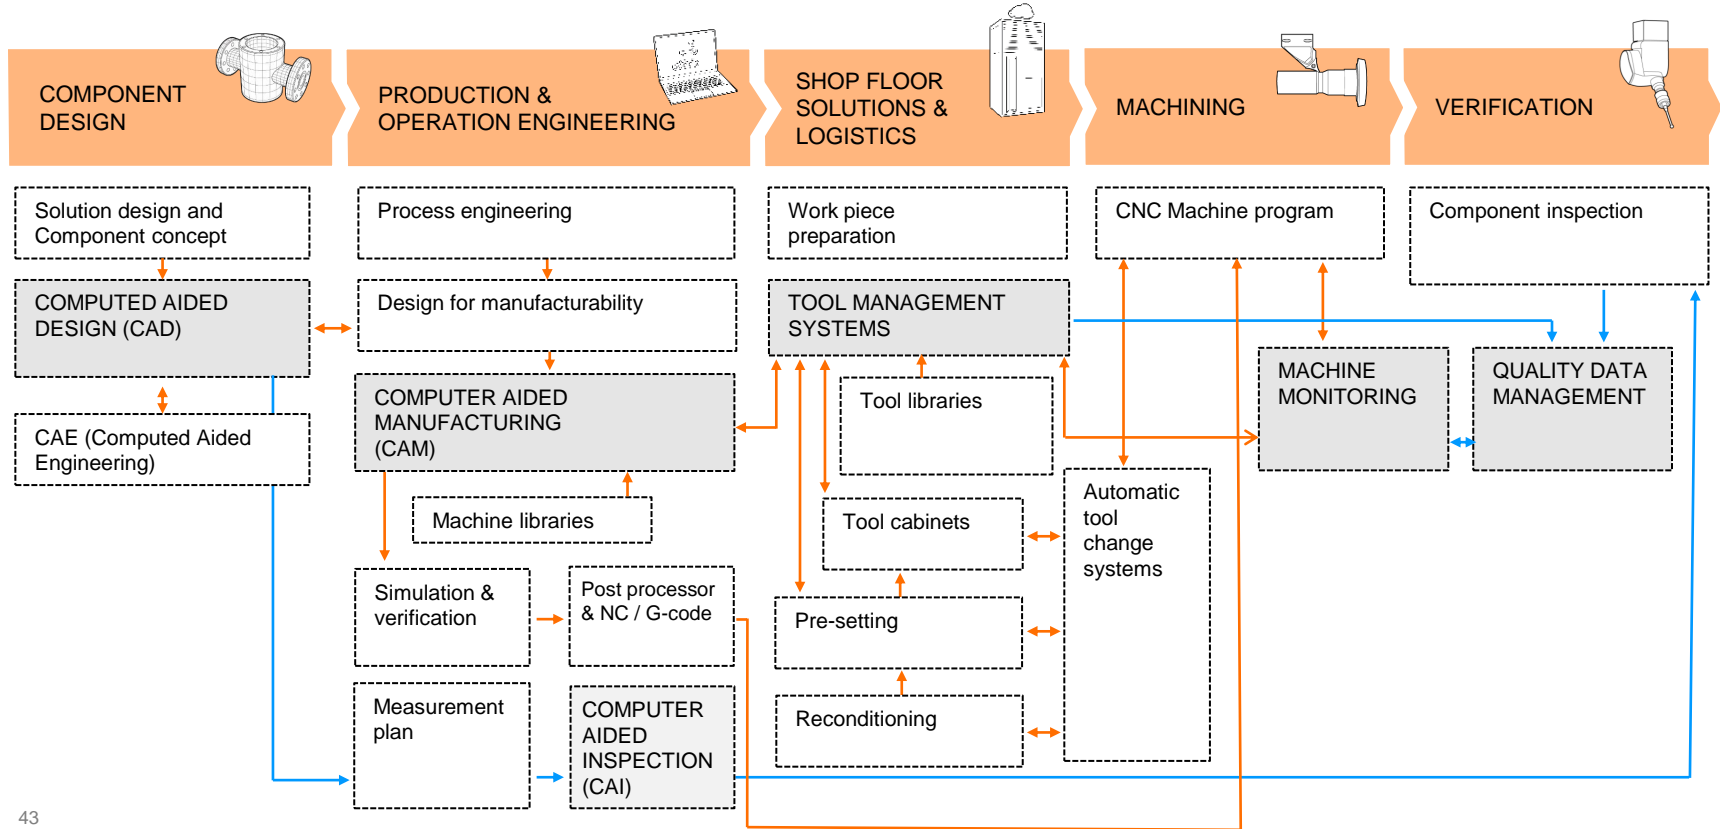 COMPONENT
DESIGN
PRODUCTION &
OPERATION ENGINEERING
SHOP FLOOR
SOLUTIONS &
LOGISTICS
MACHINING
VERIFICATION
Solution design and
Component concept
COMPUTED AIDED
DESIGN (CAD)
CAE (Computed Aided
Engineering)
Process engineering
Design for manufacturability
COMPUTER AIDED
MANUFACTURING
(CAM)
Machine libraries
Simulation &
verification
Post processor
& NC / G-code
Measurement
plan
COMPUTER
AIDED
INSPECTION
(CAI)
Work piece
preparation
TOOL MANAGEMENT
SYSTEMS
Tool libraries
Tool cabinets
Pre-setting
Reconditioning
Automatic
tool
change
systems
CNC Machine program
MACHINE
MONITORING
Component inspection
QUALITY DATA
MANAGEMENT
43